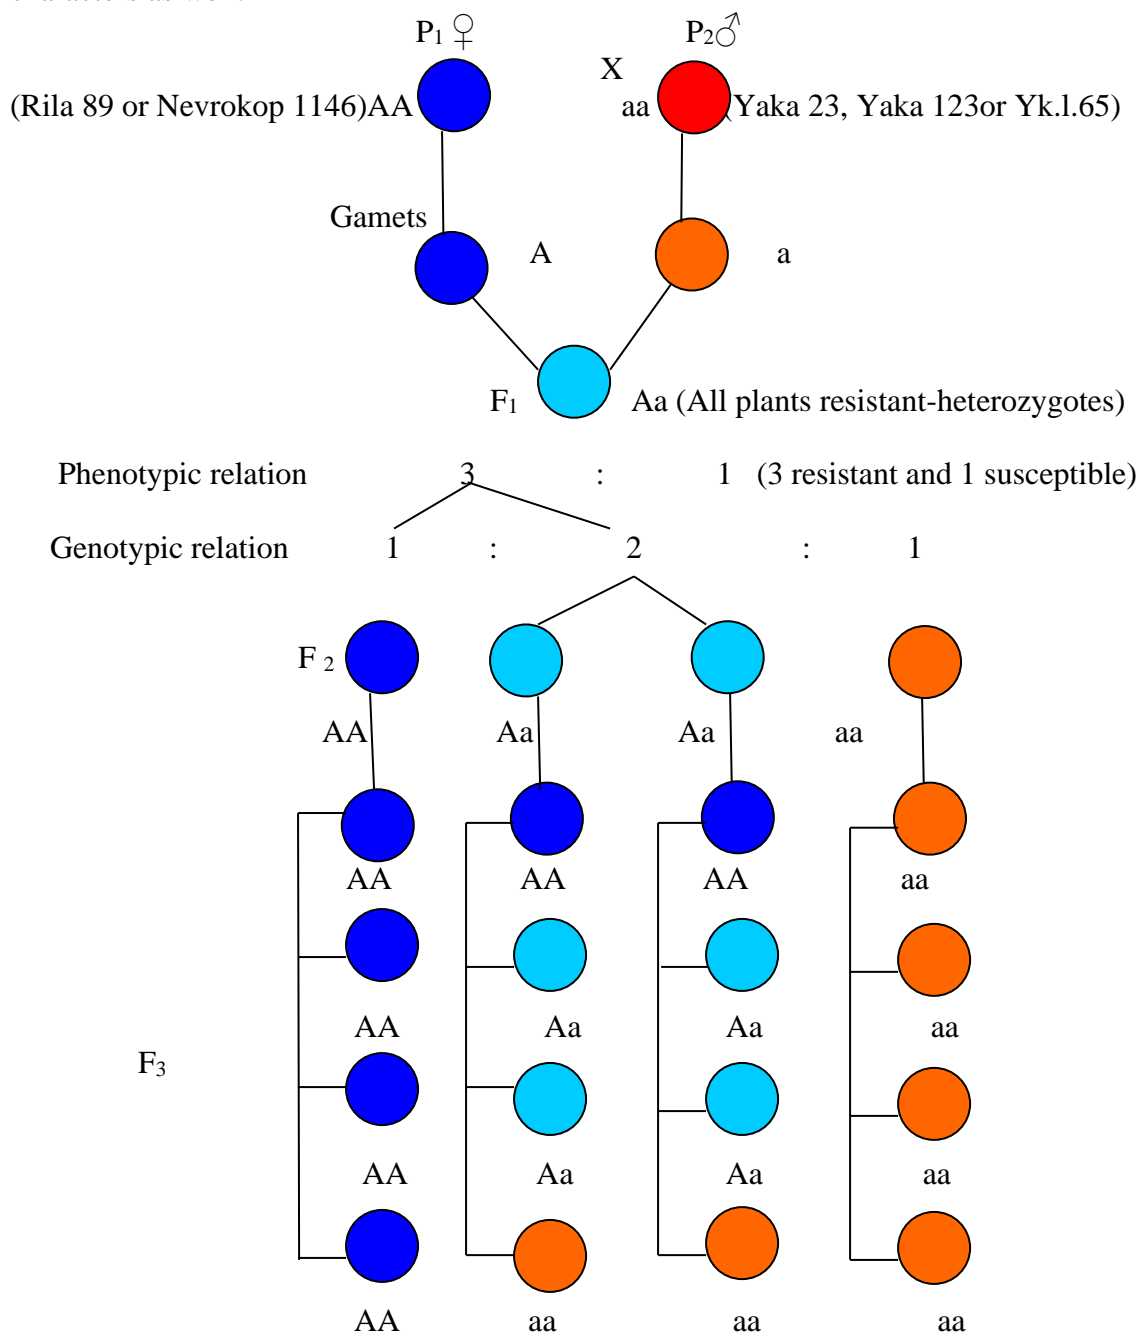 P1 ♀ P2♂
X
(Rila 89 or Nevrokop 1146)AA aa (Yaka 23, Yaka 123or Yk.l.65)
Gamets
A a
F1 Aa (All plants resistant-heterozygotes)
Phenotypic relation 3 : 1 (3 resistant and 1 susceptible)
Genotypic relation 1 : 2 : 1
F 2
AA Aa Aa aa
AA AA AA aa
AA Aa Aa aa
F3
AA Aa Aa aa
AA aa aa aa